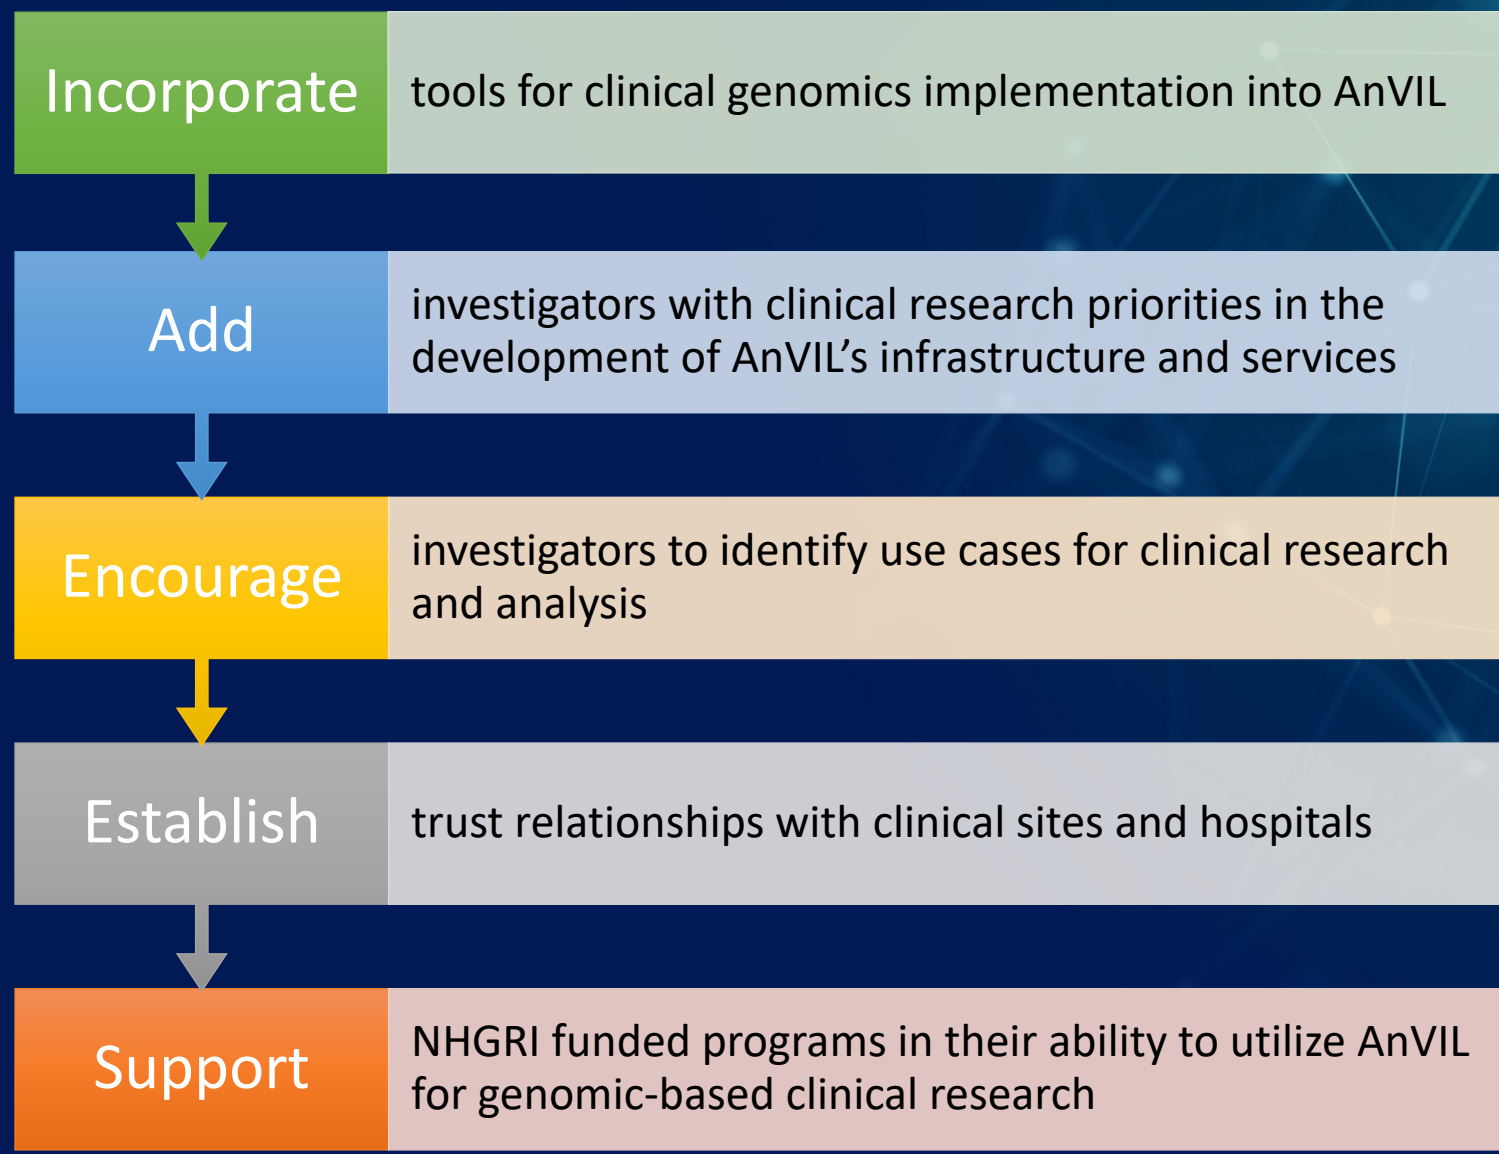 Incorporate
tools for clinical genomics implementation into AnVIL
Add
investigators with clinical research priorities in the
development of AnVIL’s infrastructure and services
Encourage
investigators to identify use cases for clinical research
and analysis
Establish
trust relationships with clinical sites and hospitals
Support
NHGRI funded programs in their ability to utilize AnVIL
for genomic-based clinical research